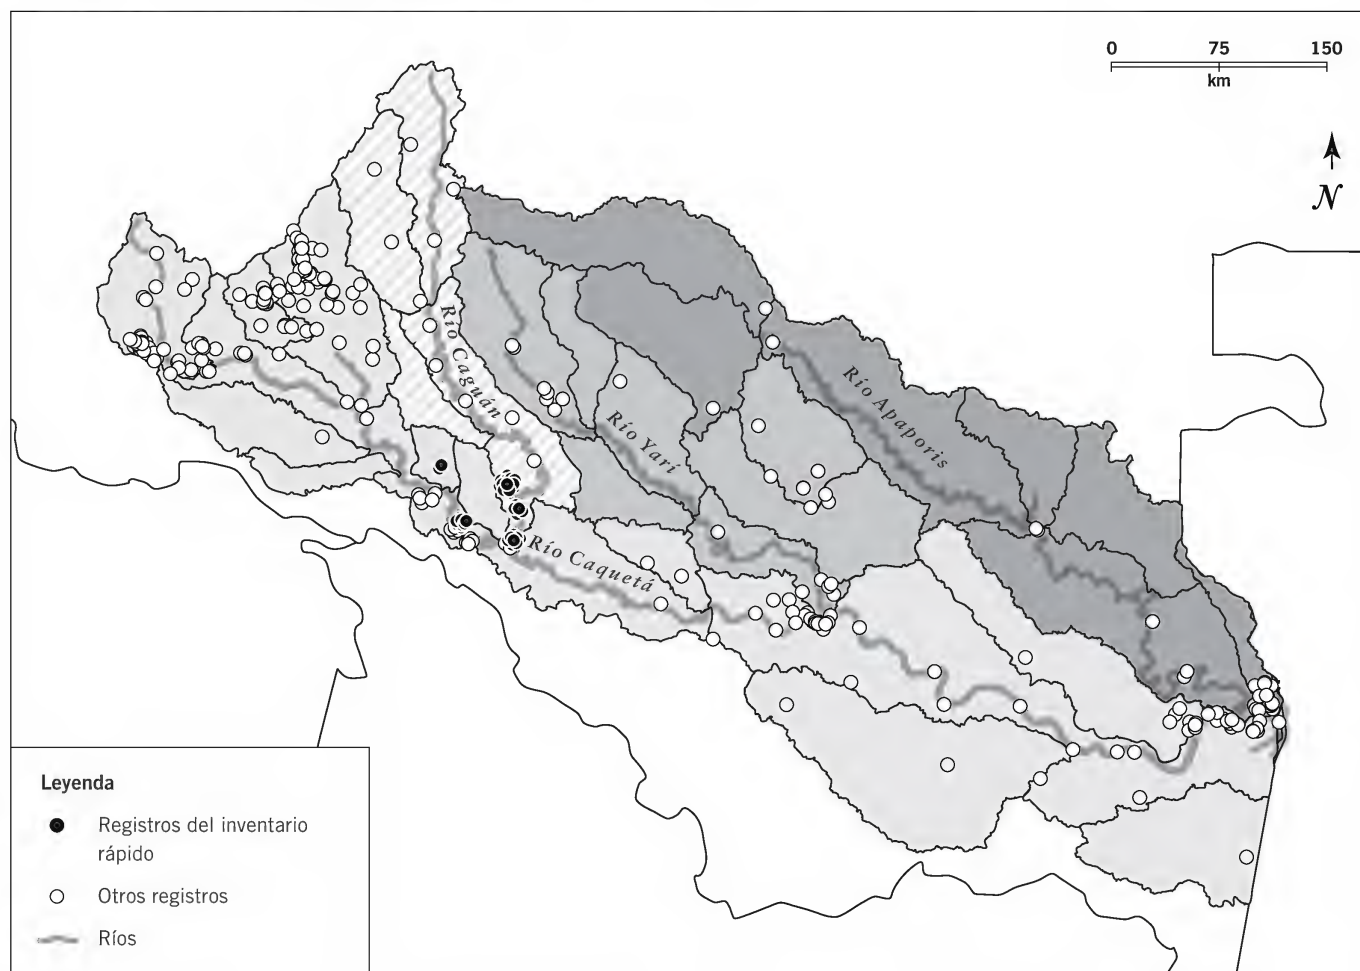 0 75 150
km
N
Río Caguán
Río Yarí
Río Apaporis
Río Caquetá
Leyenda
Registros del inventario
rápido
Otros registros
Ríos